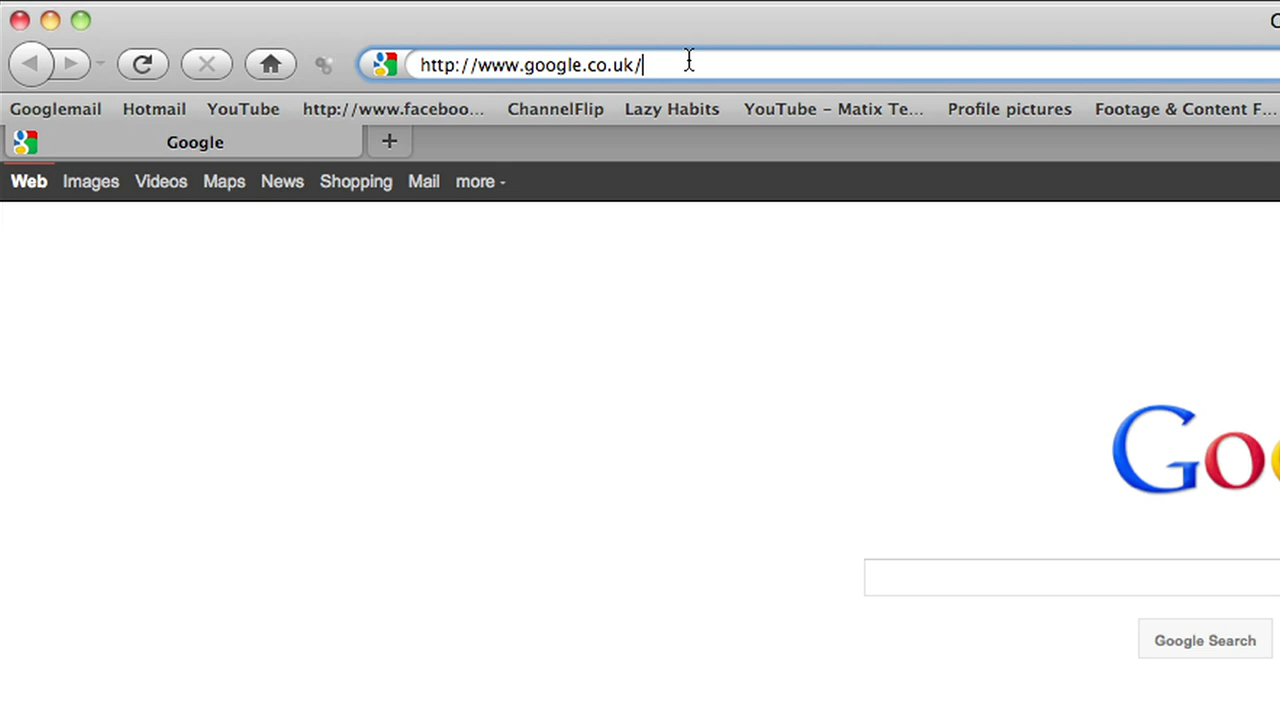 http://www.google.co.uk/
Googlemail Hotmail YouTube http://www.faceboo... ChannelFlip Lazy Habits YouTube – Matix Te... Profile pictures Footage & Content F...
Google
Web Images Videos Maps News Shopping Mail more
Goo
Google Search